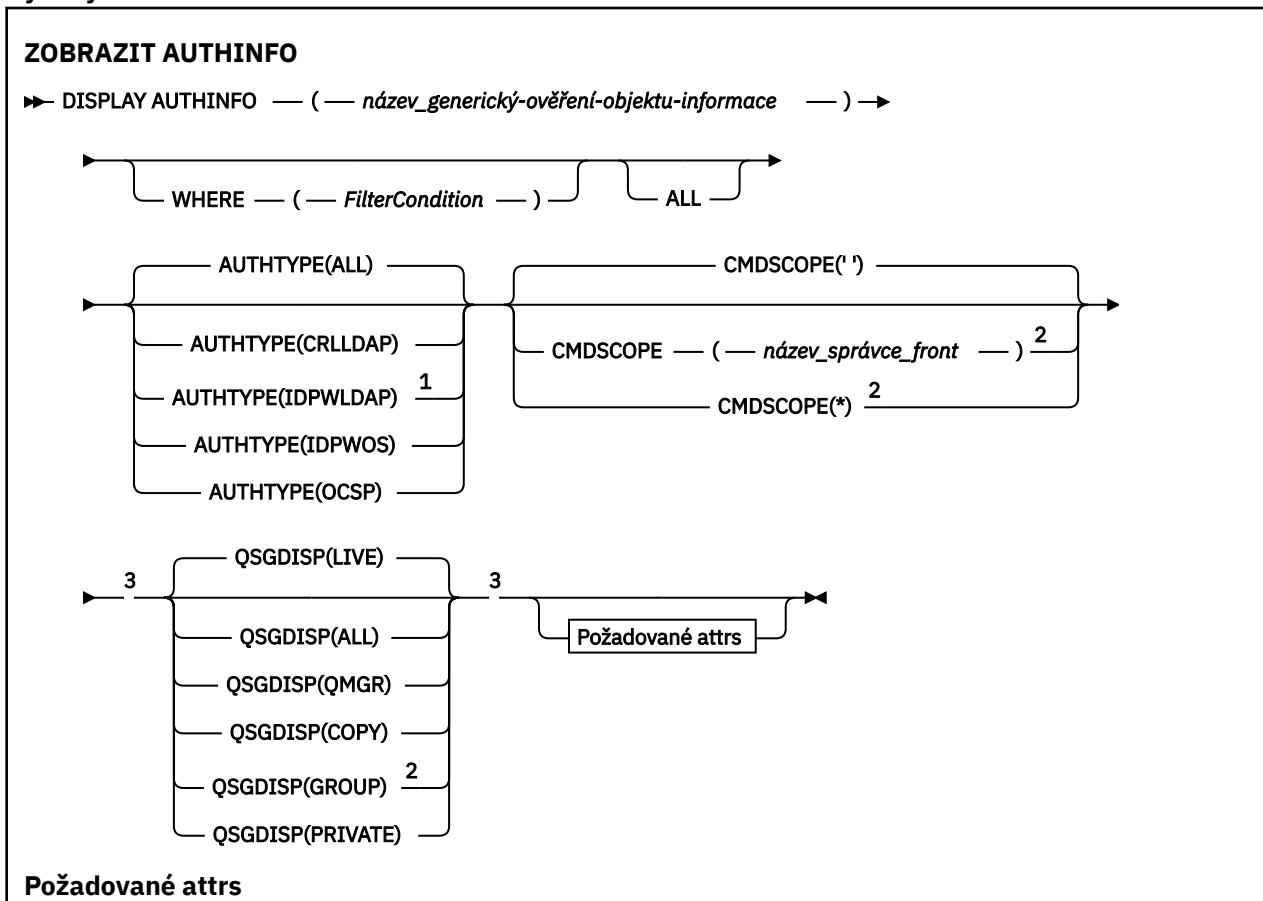 ZOBRAZIT AUTHINFO
DISPLAY AUTHINFO ( název_generický-ověření-objektu-informace )
WHERE ( FilterCondition ) ALL
AUTHTYPE(ALL) CMDSCOPE(' ')
AUTHTYPE(CRLLDAP)
CMDSCOPE ( název_správce_front ) 2
AUTHTYPE(IDPWLDAP) 1
CMDSCOPE(*) 2
AUTHTYPE(IDPWOS)
AUTHTYPE(OCSP)
QSGDISP(LIVE)
3 3
QSGDISP(ALL) Požadované attrs
QSGDISP(QMGR)
QSGDISP(COPY)
QSGDISP(GROUP) 2
QSGDISP(PRIVATE)
Požadované attrs